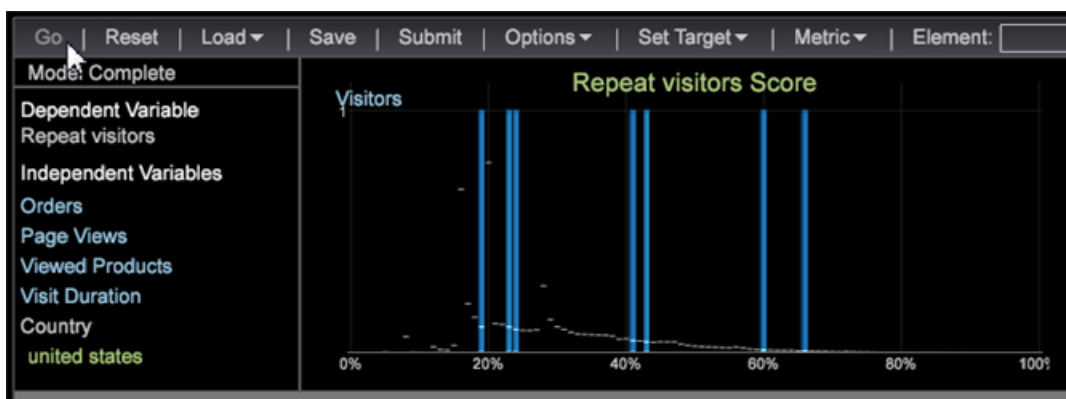 Go | Reset | Load | Save | Submit | Options | Set Target | Metric | Element:
Model Complete
Dependent Variable
Repeat visitors
Independent Variables
Orders
Page Views
Viewed Products
Visit Duration
Country
united states
Repeat visitors Score
Visitors
1
0% 20% 40% 60% 80% 100%